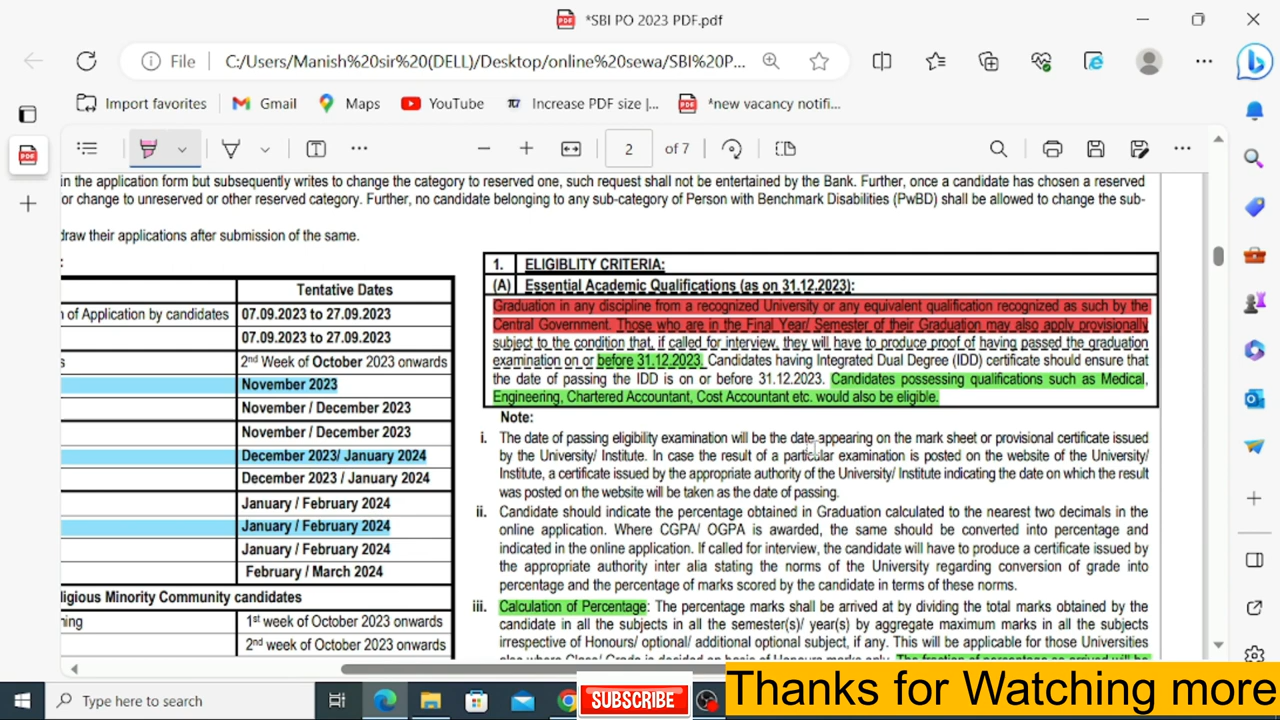 *SBI PO 2023 PDF.pdf
File
C:/Users/Manish%20sir%20(DELL)/Desktop/online%20sewa/SBI%20P...
Import favorites
Gmail
Maps
YouTube
Increase PDF size |...
*new vacancy notifi...
2
of 7
in the application form but subsequently writes to change the category to reserved one, such request shall not be entertained by the Bank. Further, once a candidate has chosen a reserved
or change to unreserved or other reserved category. Further, no candidate belonging to any sub-category of Person with Benchmark Disabilities (PwBD) shall be allowed to change the sub-
draw their applications after submission of the same.
Tentative Dates
n of Application by candidates 07.09.2023 to 27.09.2023
07.09.2023 to 27.09.2023
s 2nd Week of October 2023 onwards
November 2023
November / December 2023
November / December 2023
December 2023/ January 2024
December 2023 / January 2024
January / February 2024
January / February 2024
January / February 2024
February / March 2024
ligious Minority Community candidates
ning 1st week of October 2023 onwards
2nd week of October 2023 onwards
1. ELIGIBLITY CRITERIA:
(A) Essential Academic Qualifications (as on 31.12.2023):
Graduation in any discipline from a recognized University or any equivalent qualification recognized as such by the
Central Government. Those who are in the Final Year/ Semester of their Graduation may also apply provisionally
subject to the condition that, if called for interview, they will have to produce proof of having passed the graduation
examination on or before 31.12.2023. Candidates having Integrated Dual Degree (IDD) certificate should ensure that
the date of passing the IDD is on or before 31.12.2023. Candidates possessing qualifications such as Medical,
Engineering, Chartered Accountant, Cost Accountant etc. would also be eligible.
Note:
i. The date of passing eligibility examination will be the date appearing on the mark sheet or provisional certificate issued
by the University/ Institute. In case the result of a particular examination is posted on the website of the University/
Institute, a certificate issued by the appropriate authority of the University/ Institute indicating the date on which the result
was posted on the website will be taken as the date of passing.
ii. Candidate should indicate the percentage obtained in Graduation calculated to the nearest two decimals in the
online application. Where CGPA/ OGPA is awarded, the same should be converted into percentage and
indicated in the online application. If called for interview, the candidate will have to produce a certificate issued by
the appropriate authority inter alia stating the norms of the University regarding conversion of grade into
percentage and the percentage of marks scored by the candidate in terms of these norms.
iii. Calculation of Percentage: The percentage marks shall be arrived at by dividing the total marks obtained by the
candidate in all the subjects in all the semester(s)/ year(s) by aggregate maximum marks in all the subjects
irrespective of Honours/ optional/ additional optional subject, if any. This will be applicable for those Universities
Type here to search
SUBSCRIBE
Thanks for Watching more